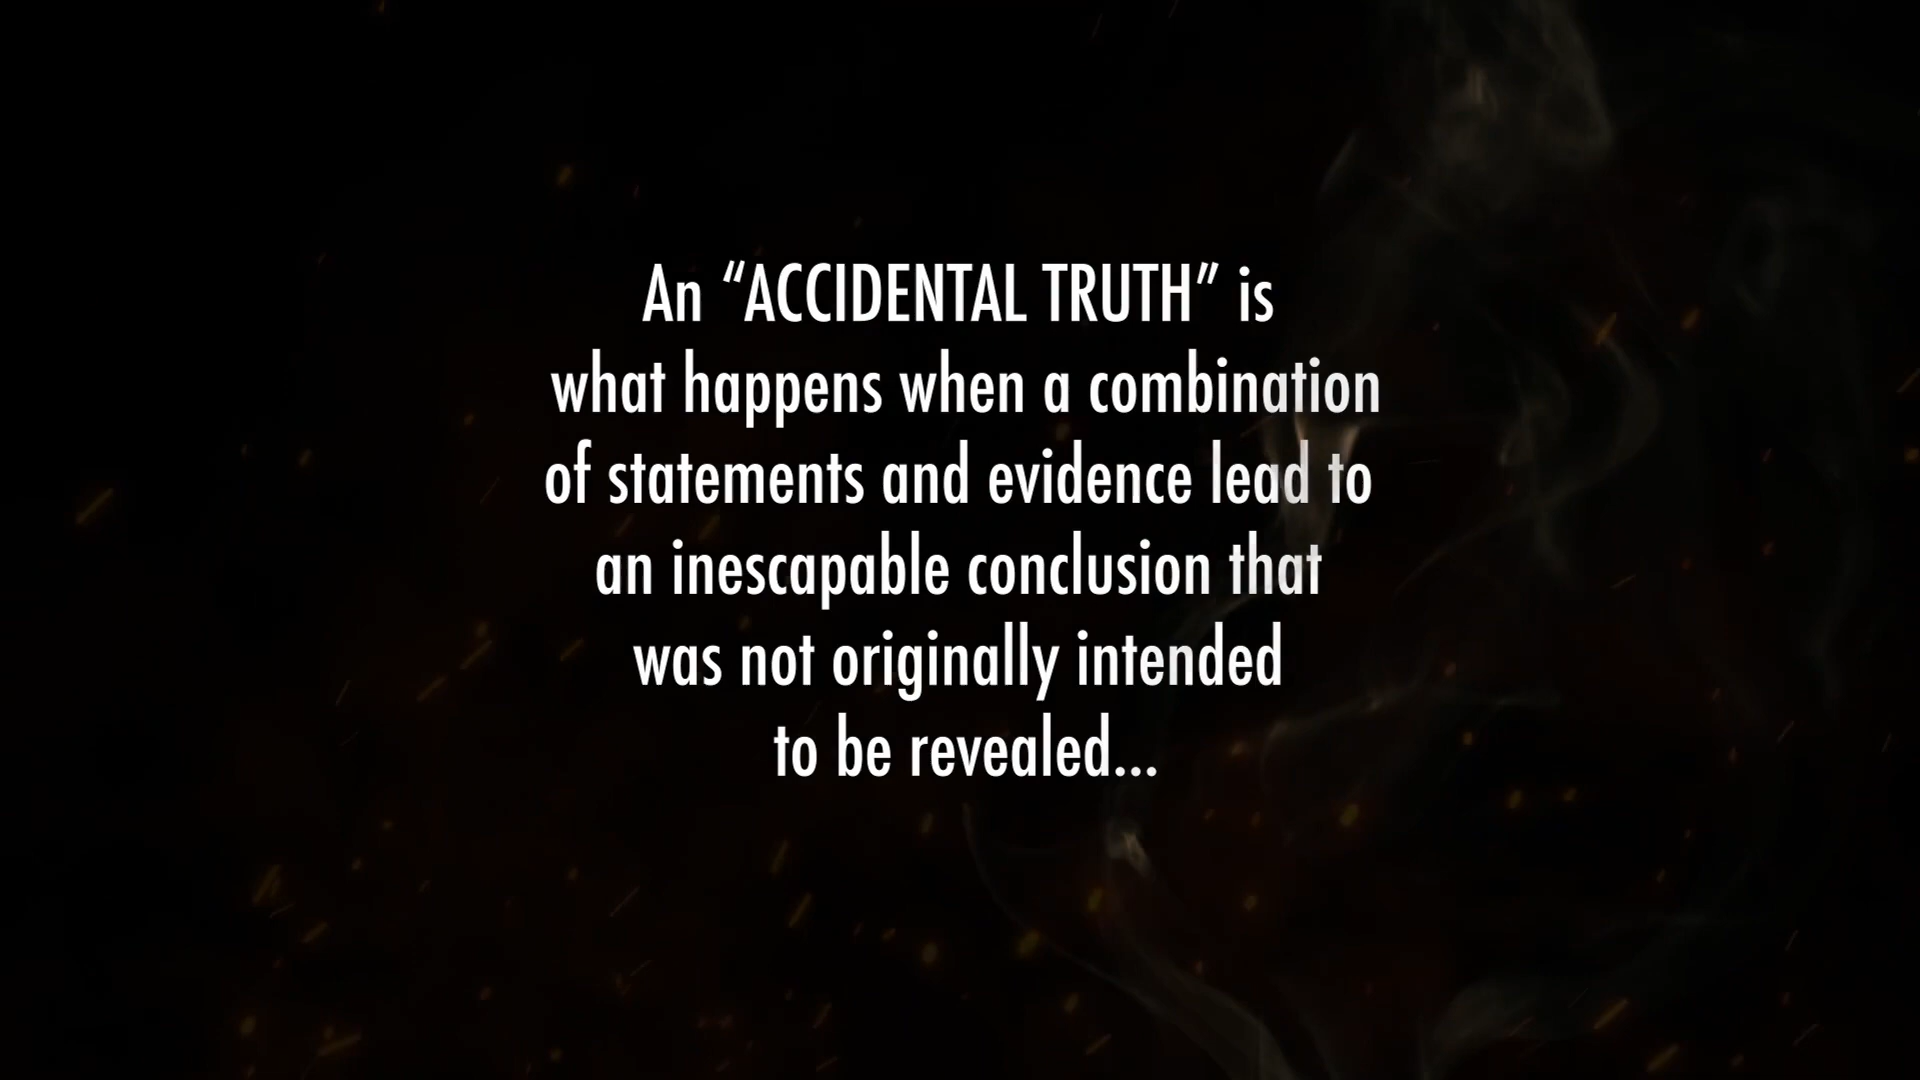 An “ACCIDENTAL TRUTH” is
what happens when a combination
of statements and evidence lead to
an inescapable conclusion that
was not originally intended
to be revealed...